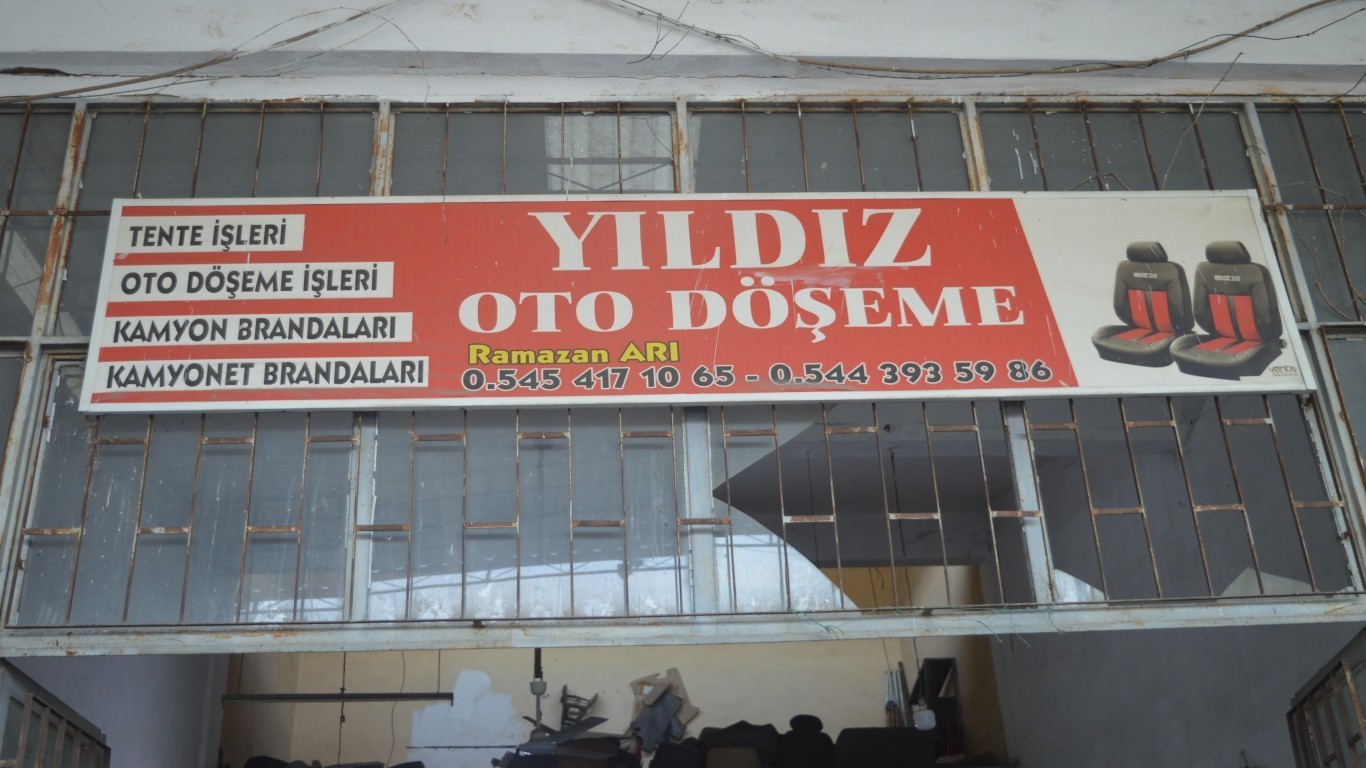 TENTE İŞLERİ
OTO DÖŞEME İŞLERİ
KAMYON BRANDALARI
KAMYONET BRANDALARI
YILDIZ
OTO DÖŞEME
Ramazan ARI
0.545 417 10 65 - 0.544 393 59 86